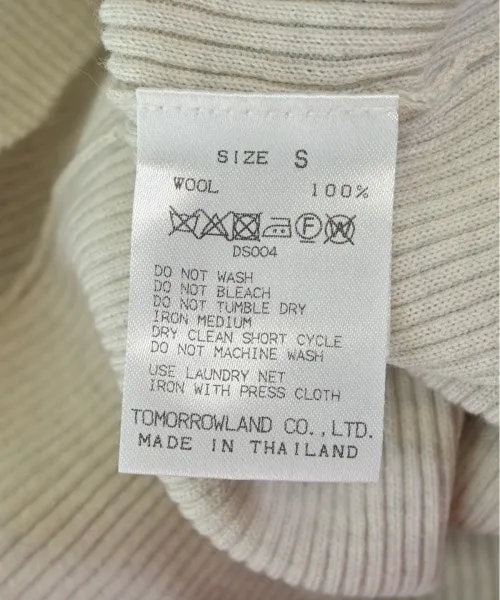 SIZE S
WOOL 100%
F W
DS004
DO NOT WASH
DO NOT BLEACH
DO NOT TUMBLE DRY
IRON MEDIUM
DRY CLEAN SHORT CYCLE
DO NOT MACHINE WASH
USE LAUNDRY NET
IRON WITH PRESS CLOTH
TOMORROWLAND CO.,LTD.
MADE IN THAILAND